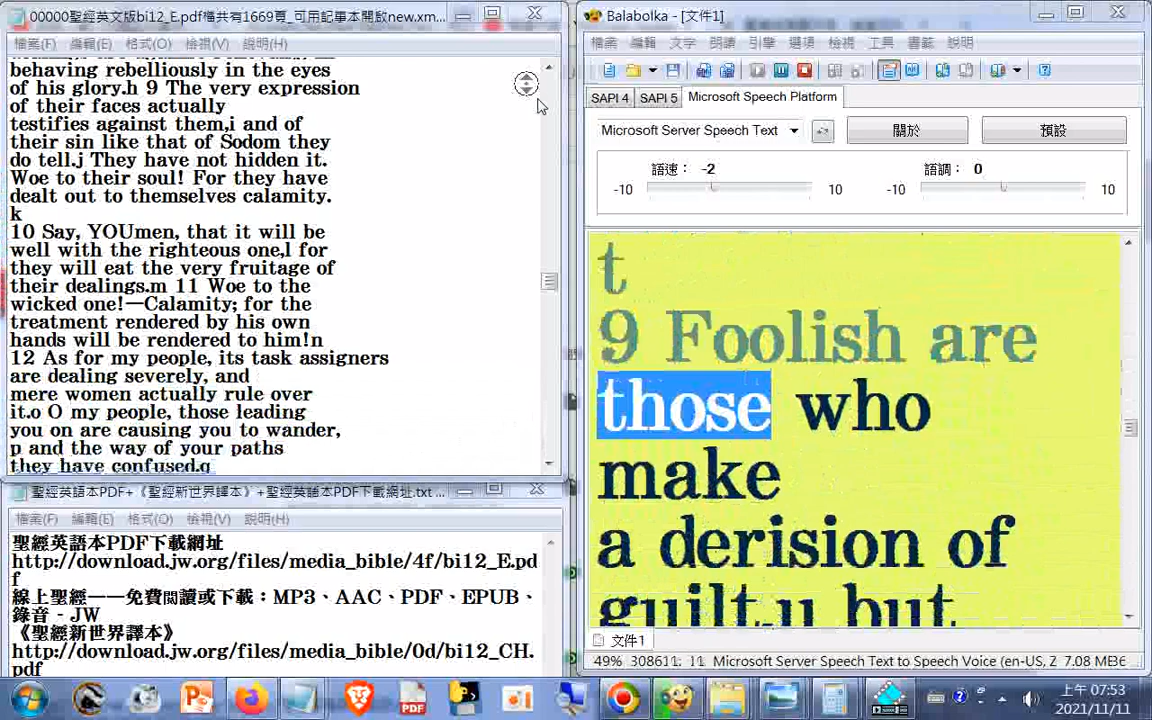 00000聖經英文版bi12_E.pdf檔共有1669頁_可用記事本開啟new.xm...
檔案(F) 編輯(E) 格式(O) 檢視(V) 說明(H)
behaving rebelliously in the eyes
of his glory.h 9 The very expression
of their faces actually
testifies against them,i and of
their sin like that of Sodom they
do tell.j They have not hidden it.
Woe to their soul! For they have
dealt out to themselves calamity.
k
10 Say, YOUmen, that it will be
well with the righteous one,l for
they will eat the very fruitage of
their dealings.m 11 Woe to the
wicked one!—Calamity; for the
treatment rendered by his own
hands will be rendered to him!n
12 As for my people, its task assigners
are dealing severely, and
mere women actually rule over
it.o O my people, those leading
you on are causing you to wander,
p and the way of your paths
they have confused.q
聖經英語本PDF+《聖經新世界譯本》+聖經英語本PDF下載網址.txt ...
檔案(F) 編輯(E) 格式(O) 檢視(V) 說明(H)
聖經英語本PDF下載網址
http://download.jw.org/files/media_bible/4f/bi12_E.pd
f
線上聖經——免費閱讀或下載：MP3、AAC、PDF、EPUB、
錄音 - JW
《聖經新世界譯本》
http://download.jw.org/files/media_bible/0d/bi12_CH.
pdf
Balabolka - [文件1]
檔案 編輯 文字 朗讀 引擎 選項 檢視 工具 書籤 說明
SAPI 4 SAPI 5 Microsoft Speech Platform
Microsoft Server Speech Text 關於 預設
語速： -2 語調： 0
-10 10 -10 10
t
9 Foolish are
those who
make
a derision of
guilt,u but
文件1
49% 308611: 11 Microsoft Server Speech Text to Speech Voice (en-US, Z 7.08 MB
上午 07:53
2021/11/11